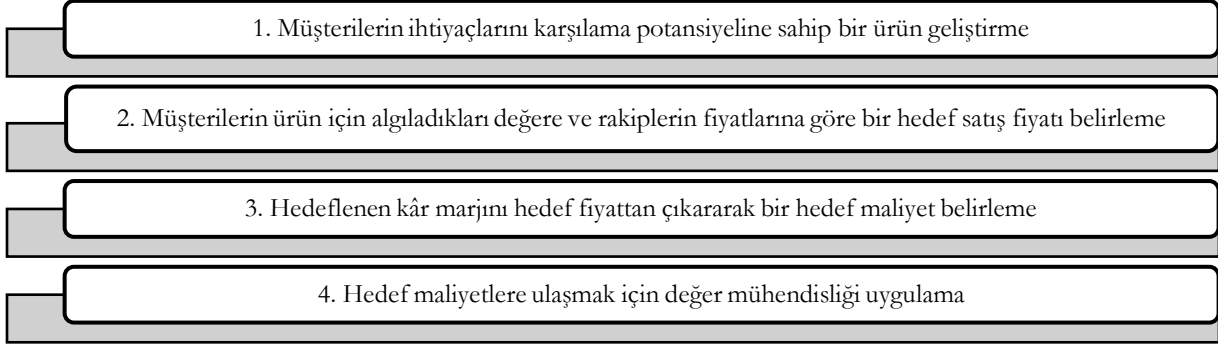 1. Müşterilerin ihtiyaçlarını karşılama potansiyeline sahip bir ürün geliştirme
2. Müşterilerin ürün için algıladıkları değere ve rakiplerin fiyatlarına göre bir hedef satış fiyatı belirleme
3. Hedeflenen kâr marjını hedef fiyattan çıkararak bir hedef maliyet belirleme
4. Hedef maliyetlere ulaşmak için değer mühendisliği uygulama